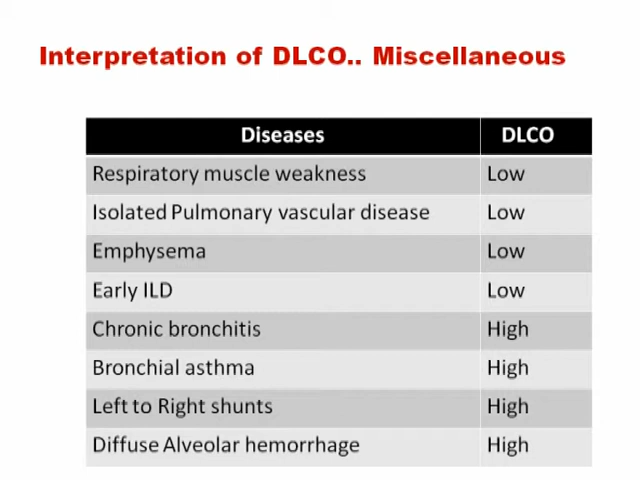 Interpretation of DLCO.. Miscellaneous
Diseases DLCO
Respiratory muscle weakness Low
Isolated Pulmonary vascular disease Low
Emphysema Low
Early ILD Low
Chronic bronchitis High
Bronchial asthma High
Left to Right shunts High
Diffuse Alveolar hemorrhage High